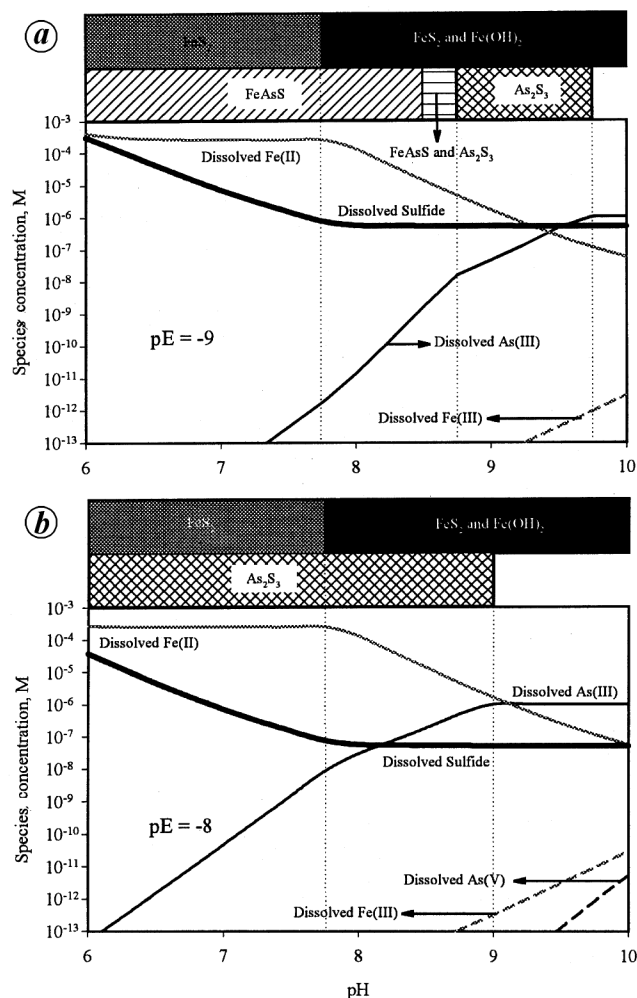 a
FeS₂
FeS₂ and Fe(OH)₂
FeAsS
As₂S₃
FeAsS and As₂S₃
10⁻³
10⁻⁴
10⁻⁵
10⁻⁶
10⁻⁷
10⁻⁸
10⁻⁹
10⁻¹⁰
10⁻¹¹
10⁻¹²
10⁻¹³
Species concentration, M
Dissolved Fe(II)
Dissolved Sulfide
pE = -9
Dissolved As(III)
Dissolved Fe(III)
6 7 8 9 10
b
FeS₂
FeS₂ and Fe(OH)₂
As₂S₃
10⁻³
10⁻⁴
10⁻⁵
10⁻⁶
10⁻⁷
10⁻⁸
10⁻⁹
10⁻¹⁰
10⁻¹¹
10⁻¹²
10⁻¹³
Species concentration, M
Dissolved Fe(II)
Dissolved As(III)
Dissolved Sulfide
pE = -8
Dissolved As(V)
Dissolved Fe(III)
6 7 8 9 10
pH